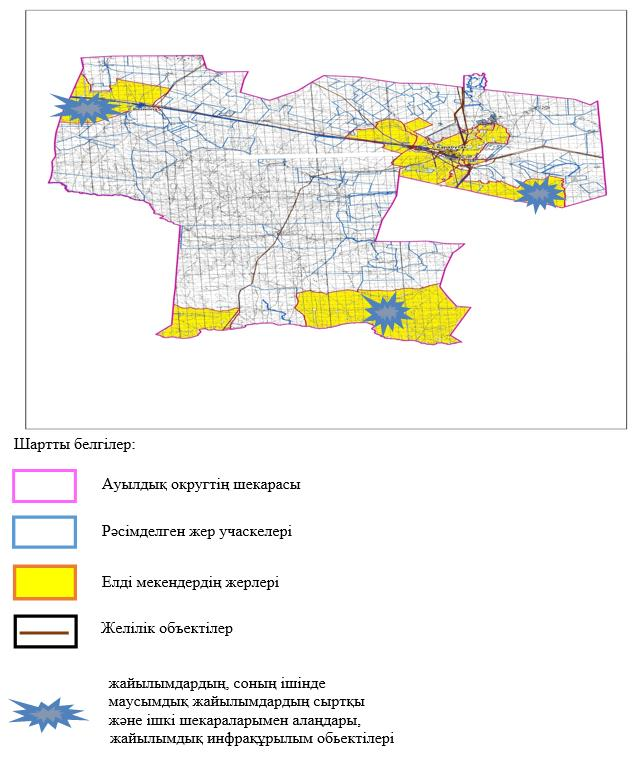 Шартты белгілер:
Ауылдық округтің шекарасы
Рәсімделген жер учаскелері
Елді мекендердің жерлері
Желілік объектілер
жайылымдардың, соның ішінде
маусымдық жайылымдардың сыртқы
және ішкі шекараларымен алаңдары,
жайылымдық инфрақұрылым обьектілері